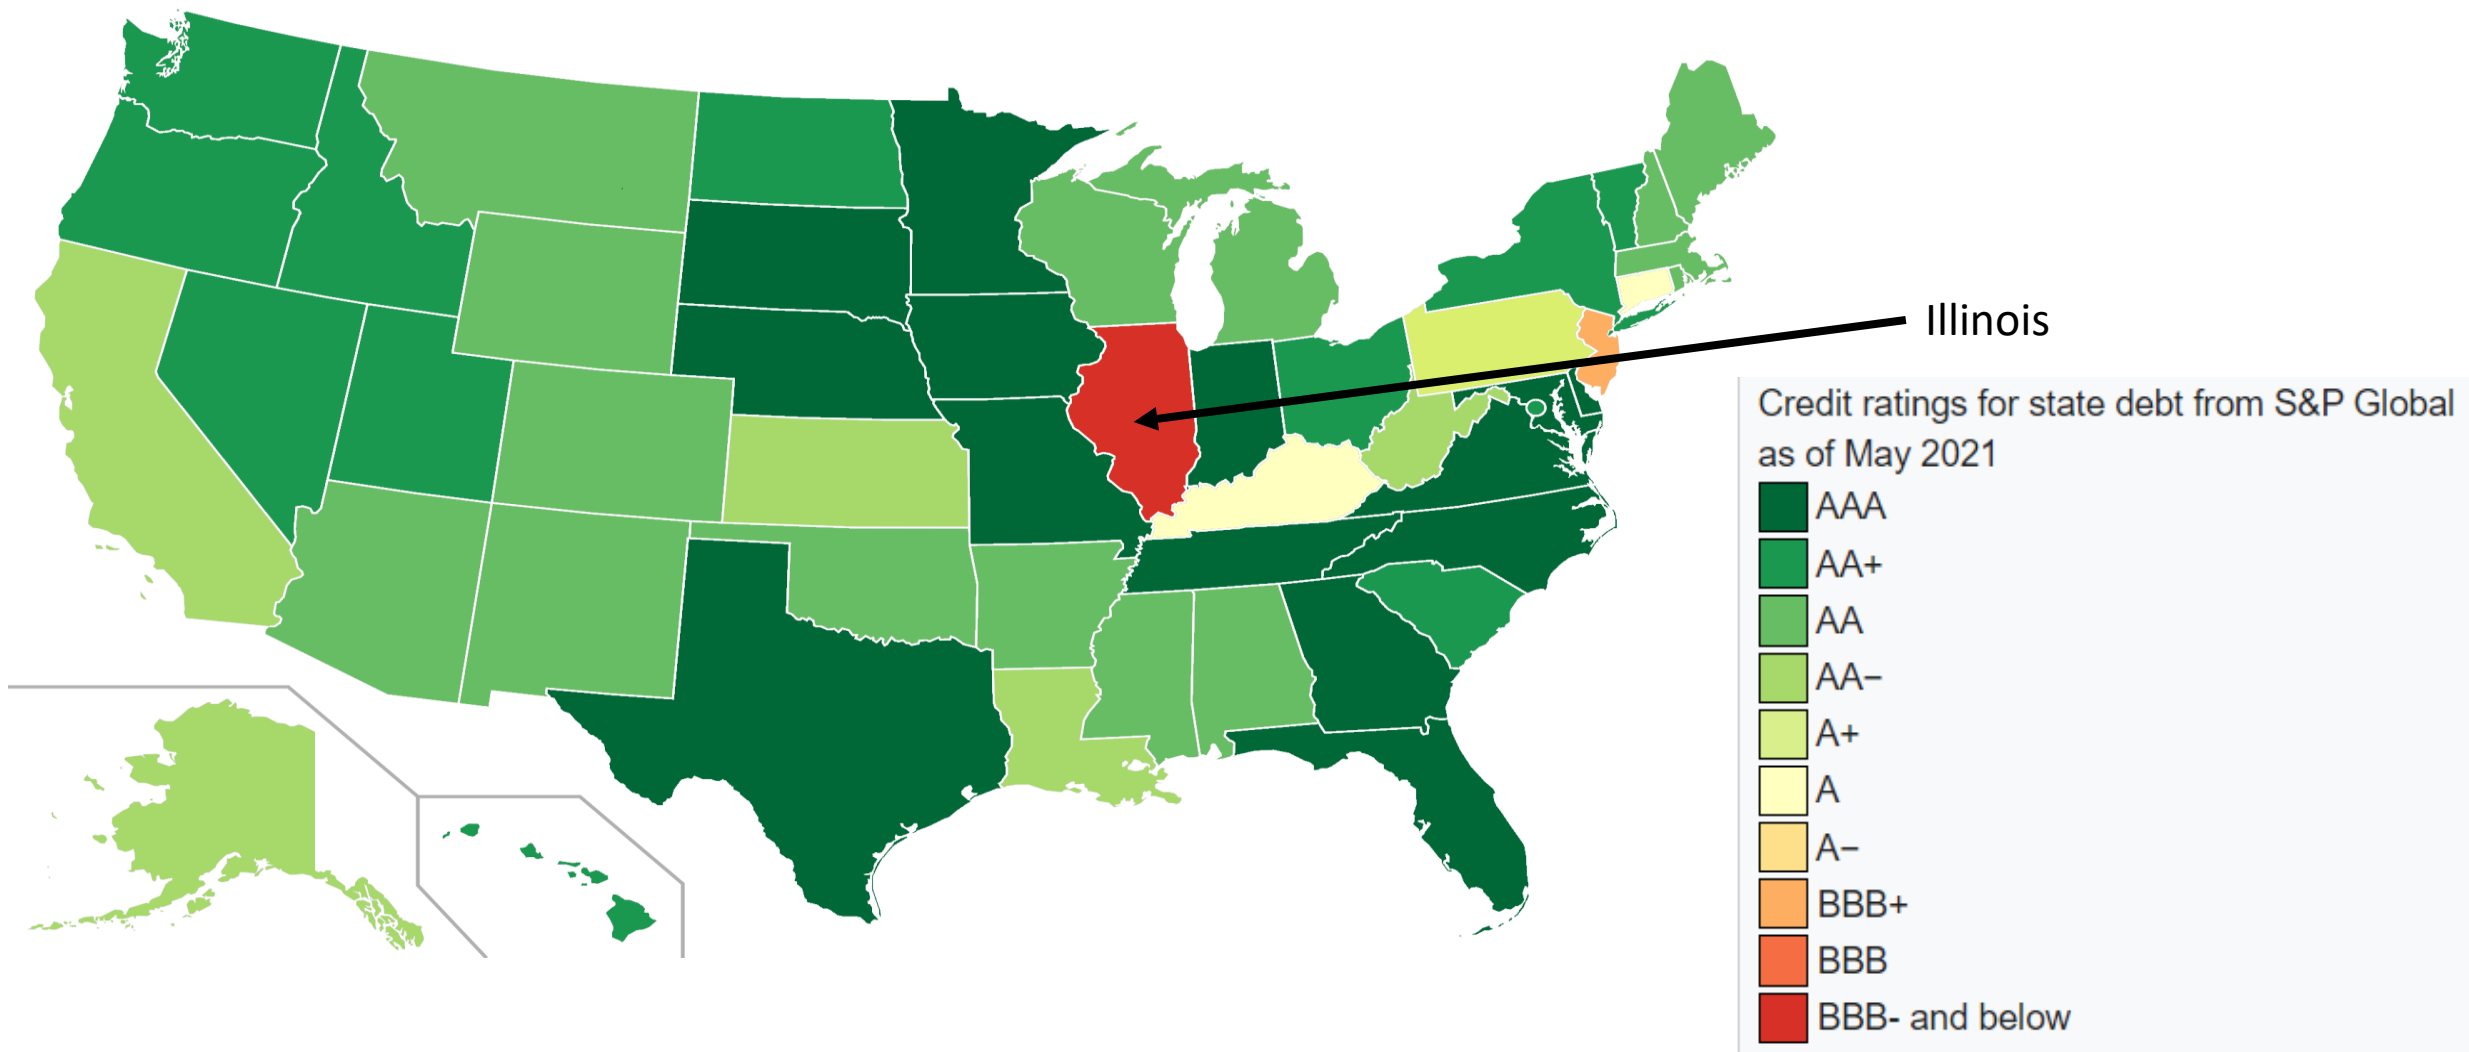 Illinois
Credit ratings for state debt from S&P Global
as of May 2021
AAA
AA+
AA
AA−
A+
A
A−
BBB+
BBB
BBB- and below